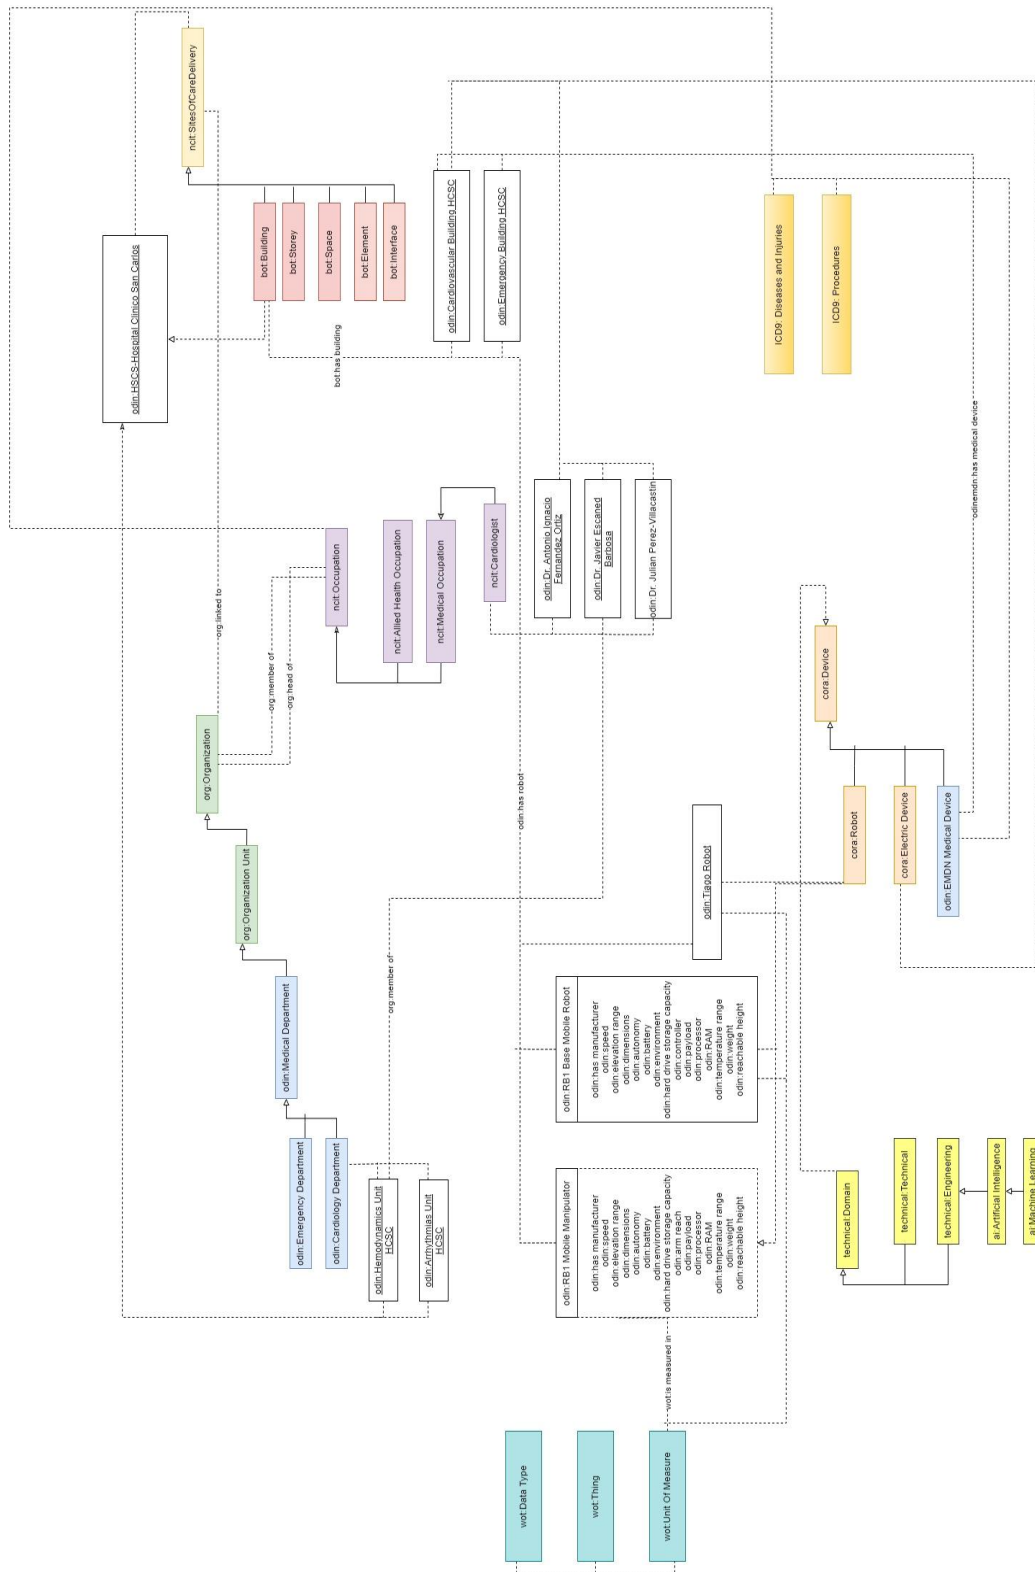 ncit:SitesOfCareDelivery
odin:HSCS-Hospital Clinico San Carlos
bot:Building
bot:Storey
bot:Space
bot:Element
bot:Interface
bot:has building
odin:Cardiovascular Building HCSC
odin:Emergency Building HCSC
ICD9: Diseases and Injuries
ICD9: Procedures
org:linked to
org:member of
org:head of
ncit:Occupation
ncit:Allied Health Occupation
ncit:Medical Occupation
ncit:Cardiologist
odin:Dr. Antonio Ignacio
Fernandez Ortiz
odin:Dr. Javier Escaned
Barbosa
odin:Dr. Julian Perez-Villacastin
odinemdn:has medical device
org:Organization
org:Organization Unit
odin:Medical Department
odin:Emergency Department
odin:Cardiology Department
odin:Hemodynamics Unit
HCSC
odin:Arrhythmias Unit
HCSC
org:member of
odin:has robot
cora:Device
cora:Robot
cora:Electric Device
odin:EMDN Medical Device
odin:Tiago Robot
odin:RB1 Base Mobile Robot
odin:has manufacturer
odin:speed
odin:elevation range
odin:dimensions
odin:autonomy
odin:battery
odin:environment
odin:hard drive storage capacity
odin:controller
odin:payload
odin:processor
odin:RAM
odin:temperature range
odin:weight
odin:reachable height
odin:RB1 Mobile Manipulator
odin:has manufacturer
odin:speed
odin:elevation range
odin:dimensions
odin:autonomy
odin:battery
odin:environment
odin:hard drive storage capacity
odin:arm reach
odin:payload
odin:processor
odin:RAM
odin:temperature range
odin:weight
odin:reachable height
wot:is measured in
technical:Domain
technical:Technical
technical:Engineering
ai:Artificial Intelligence
ai:Machine Learning
wot:Data Type
wot:Thing
wot:Unit Of Measure